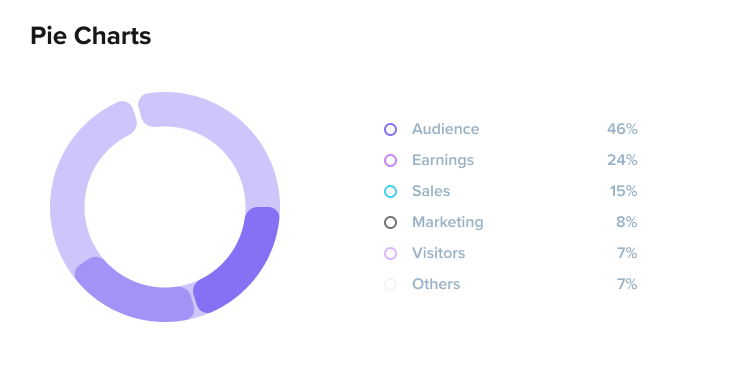 Pie Charts
Audience 46%
Earnings 24%
Sales 15%
Marketing 8%
Visitors 7%
Others 7%